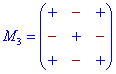 M₃ =
+ - +
- + -
+ - +